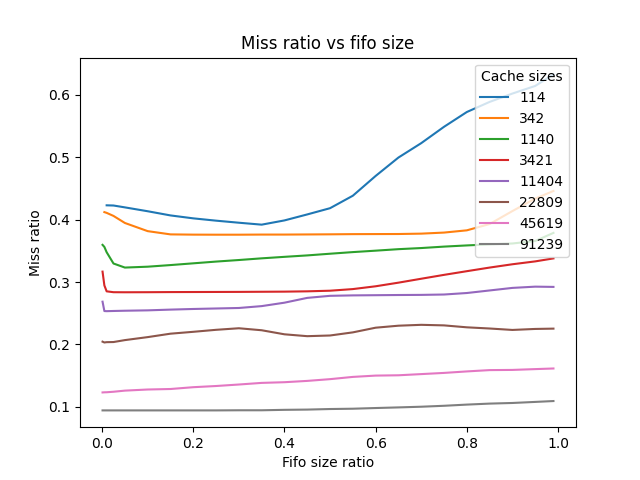 Miss ratio vs fifo size
Miss ratio
0.6
0.5
0.4
0.3
0.2
0.1
Cache sizes
114
342
1140
3421
11404
22809
45619
91239
0.0 0.2 0.4 0.6 0.8 1.0
Fifo size ratio